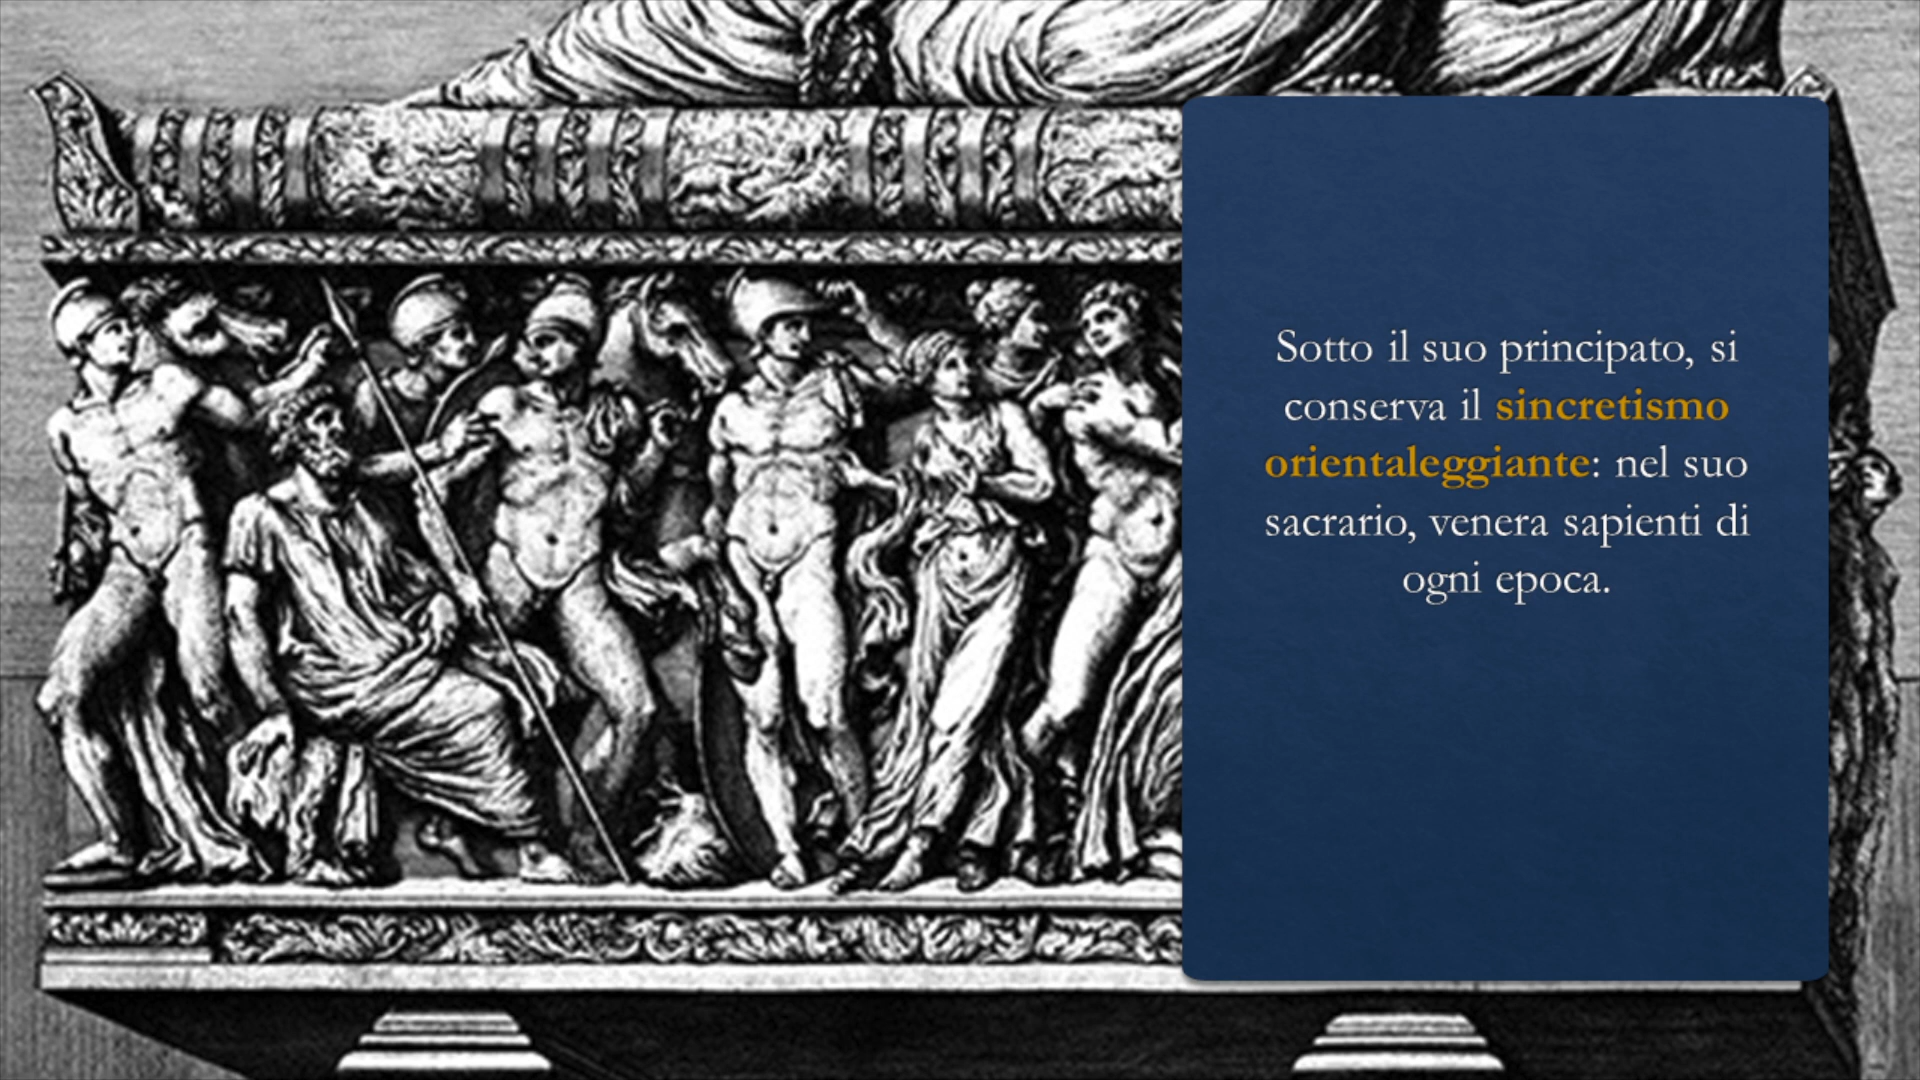 Sotto il suo principato, si
conserva il sincretismo
orientaleggiante: nel suo
sacrario, venera sapienti di
ogni epoca.